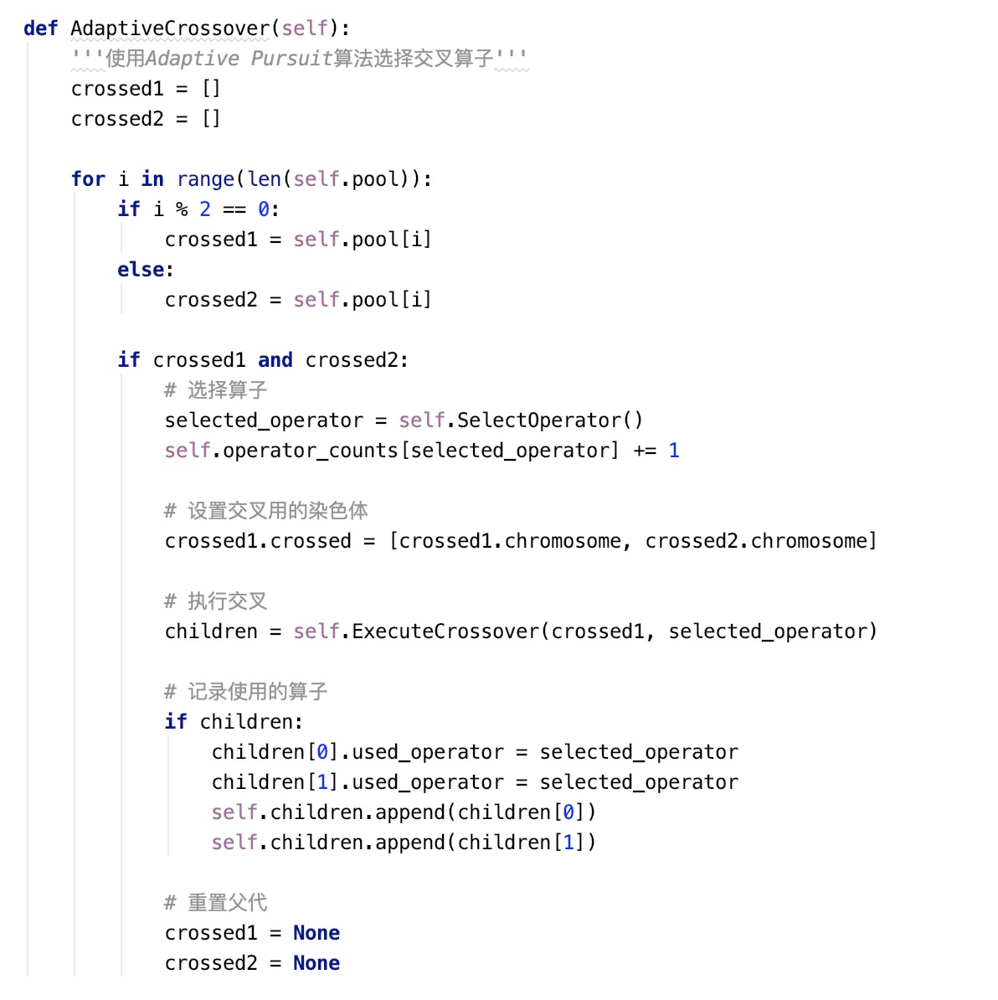 def AdaptiveCrossover(self):
    '''使用Adaptive Pursuit算法选择交叉算子'''
    crossed1 = []
    crossed2 = []

    for i in range(len(self.pool)):
        if i % 2 == 0:
            crossed1 = self.pool[i]
        else:
            crossed2 = self.pool[i]

        if crossed1 and crossed2:
            # 选择算子
            selected_operator = self.SelectOperator()
            self.operator_counts[selected_operator] += 1

            # 设置交叉用的染色体
            crossed1.crossed = [crossed1.chromosome, crossed2.chromosome]

            # 执行交叉
            children = self.ExecuteCrossover(crossed1, selected_operator)

            # 记录使用的算子
            if children:
                children[0].used_operator = selected_operator
                children[1].used_operator = selected_operator
                self.children.append(children[0])
                self.children.append(children[1])

            # 重置父代
            crossed1 = None
            crossed2 = None